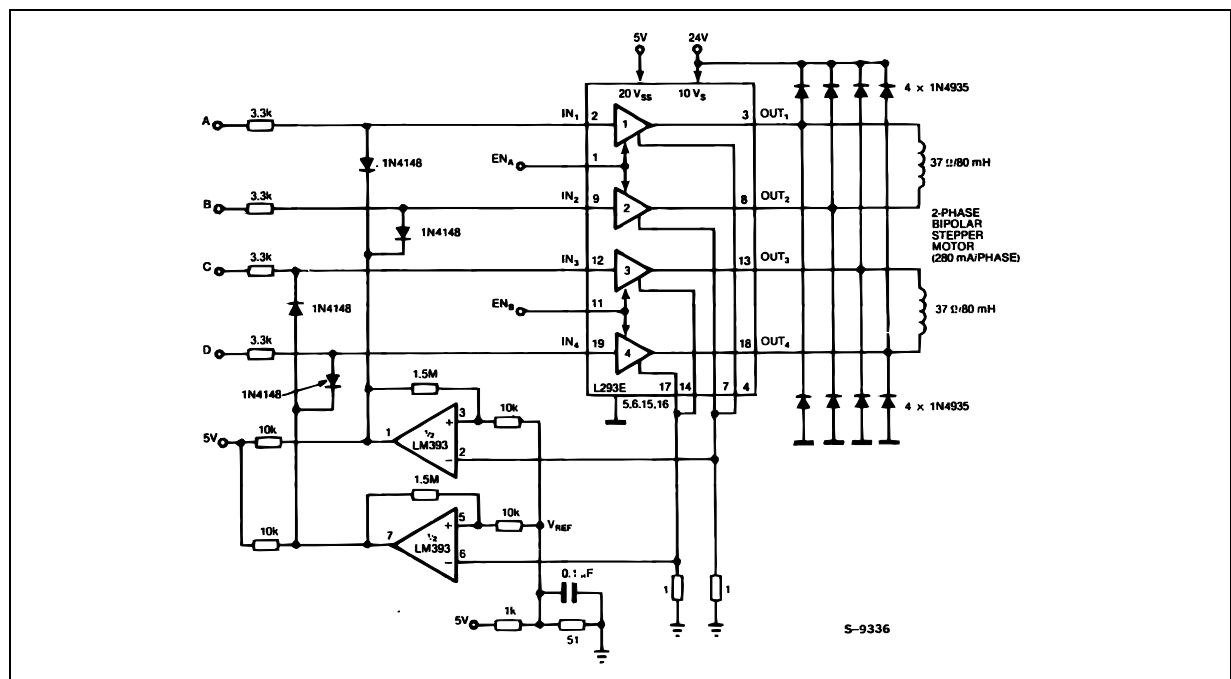 5V
24V
20 VSS
10 VS
4 x 1N4935
A
3.3k
IN1
2
1
3
OUT1
1N4148
ENA
1
37 Ω/80 mH
B
3.3k
IN2
9
2
8
OUT2
1N4148
2-PHASE
BIPOLAR
STEPPER
MOTOR
(280 mA/PHASE)
C
3.3k
IN3
12
3
13
OUT3
1N4148
ENB
11
37 Ω/80 mH
D
3.3k
IN4
19
4
18
OUT4
1N4148
1.5M
L293E
17
14
7
4
5,6.15,16
4 x 1N4935
5V
10k
1
1/2
LM393
+
3
10k
-
2
1.5M
10k
7
1/2
LM393
+
5
10k
VREF
-
6
0.1 µF
1
1
5V
1k
51
S-9336